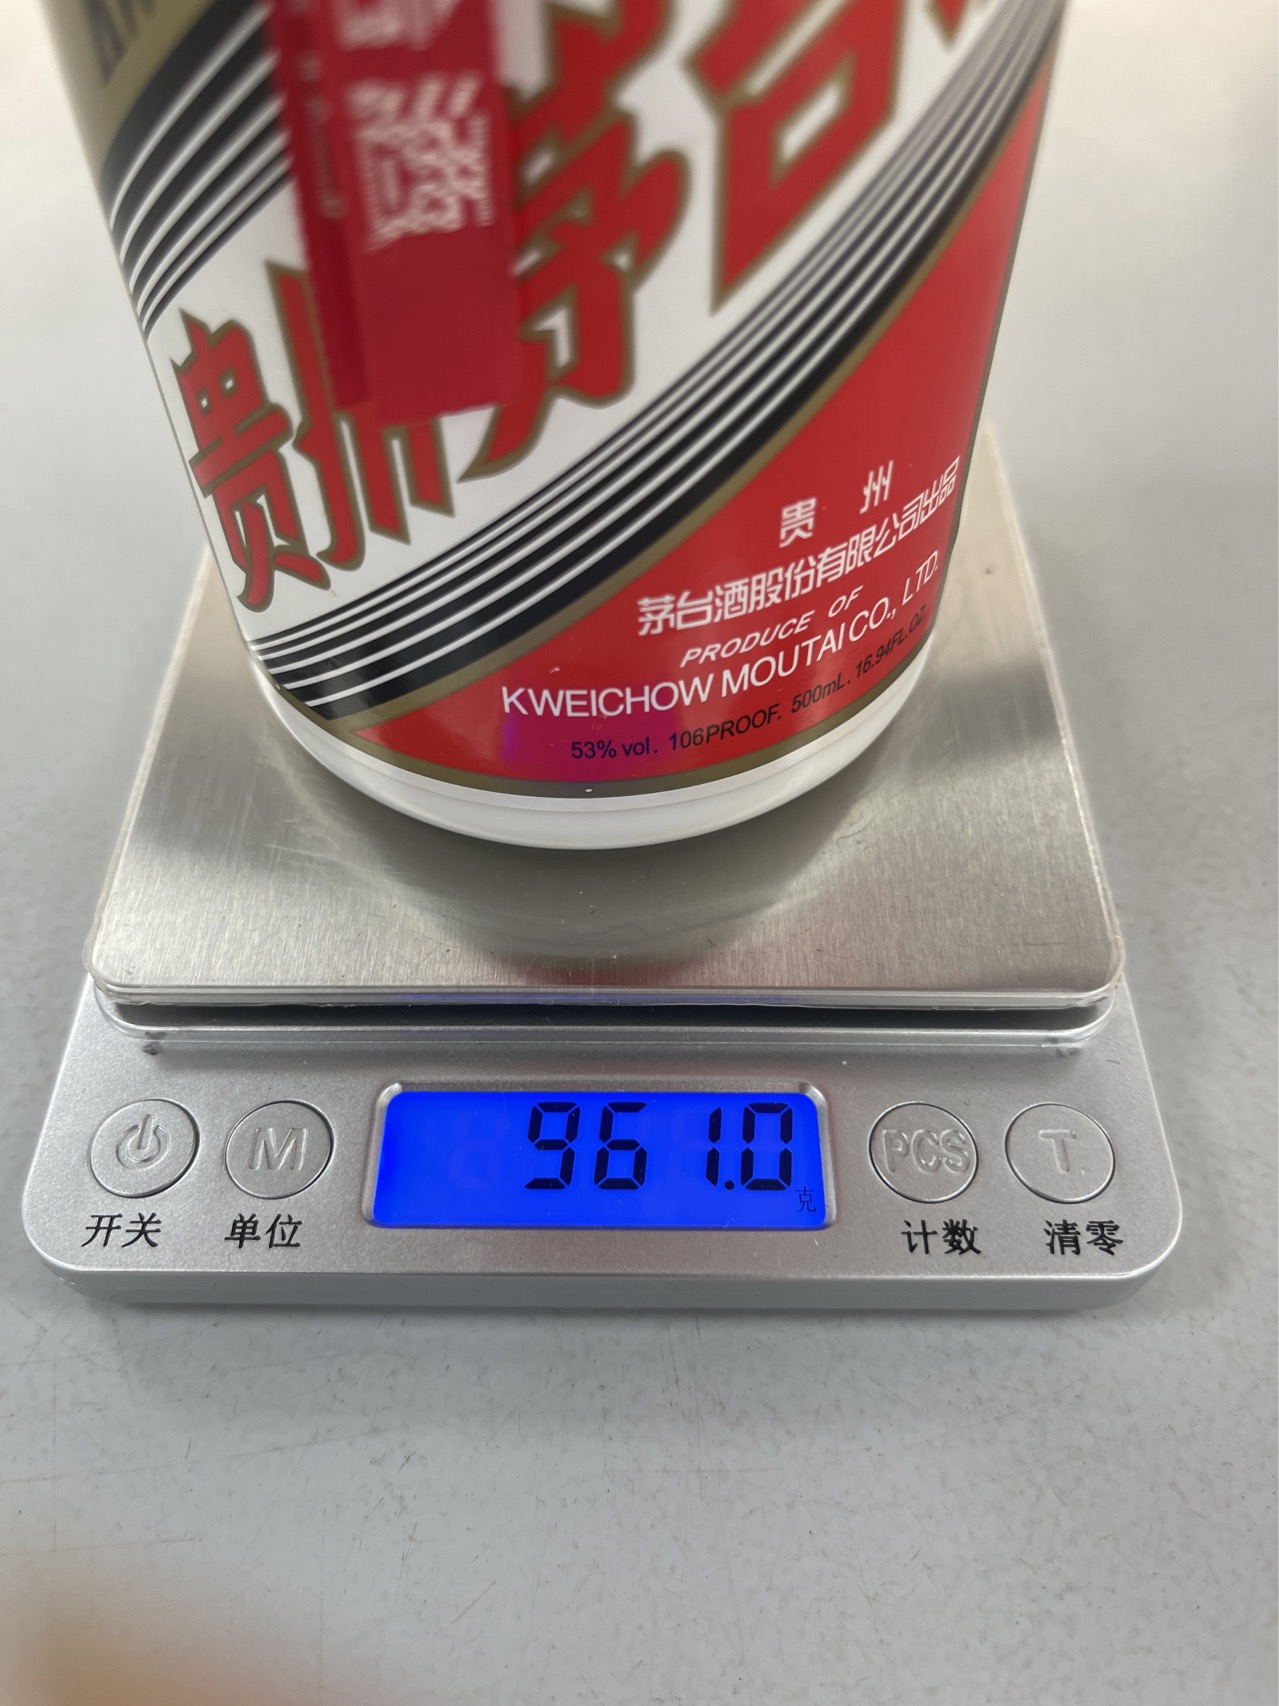 贵州茅台
贵 州
茅台酒股份有限公司出品
PRODUCE OF
KWEICHOW MOUTAI CO., LTD.
53% vol. 106PROOF. 500mL. 16.94FL.OZ.
961.0
克
M
PCS
T.
开关
单位
计数
清零